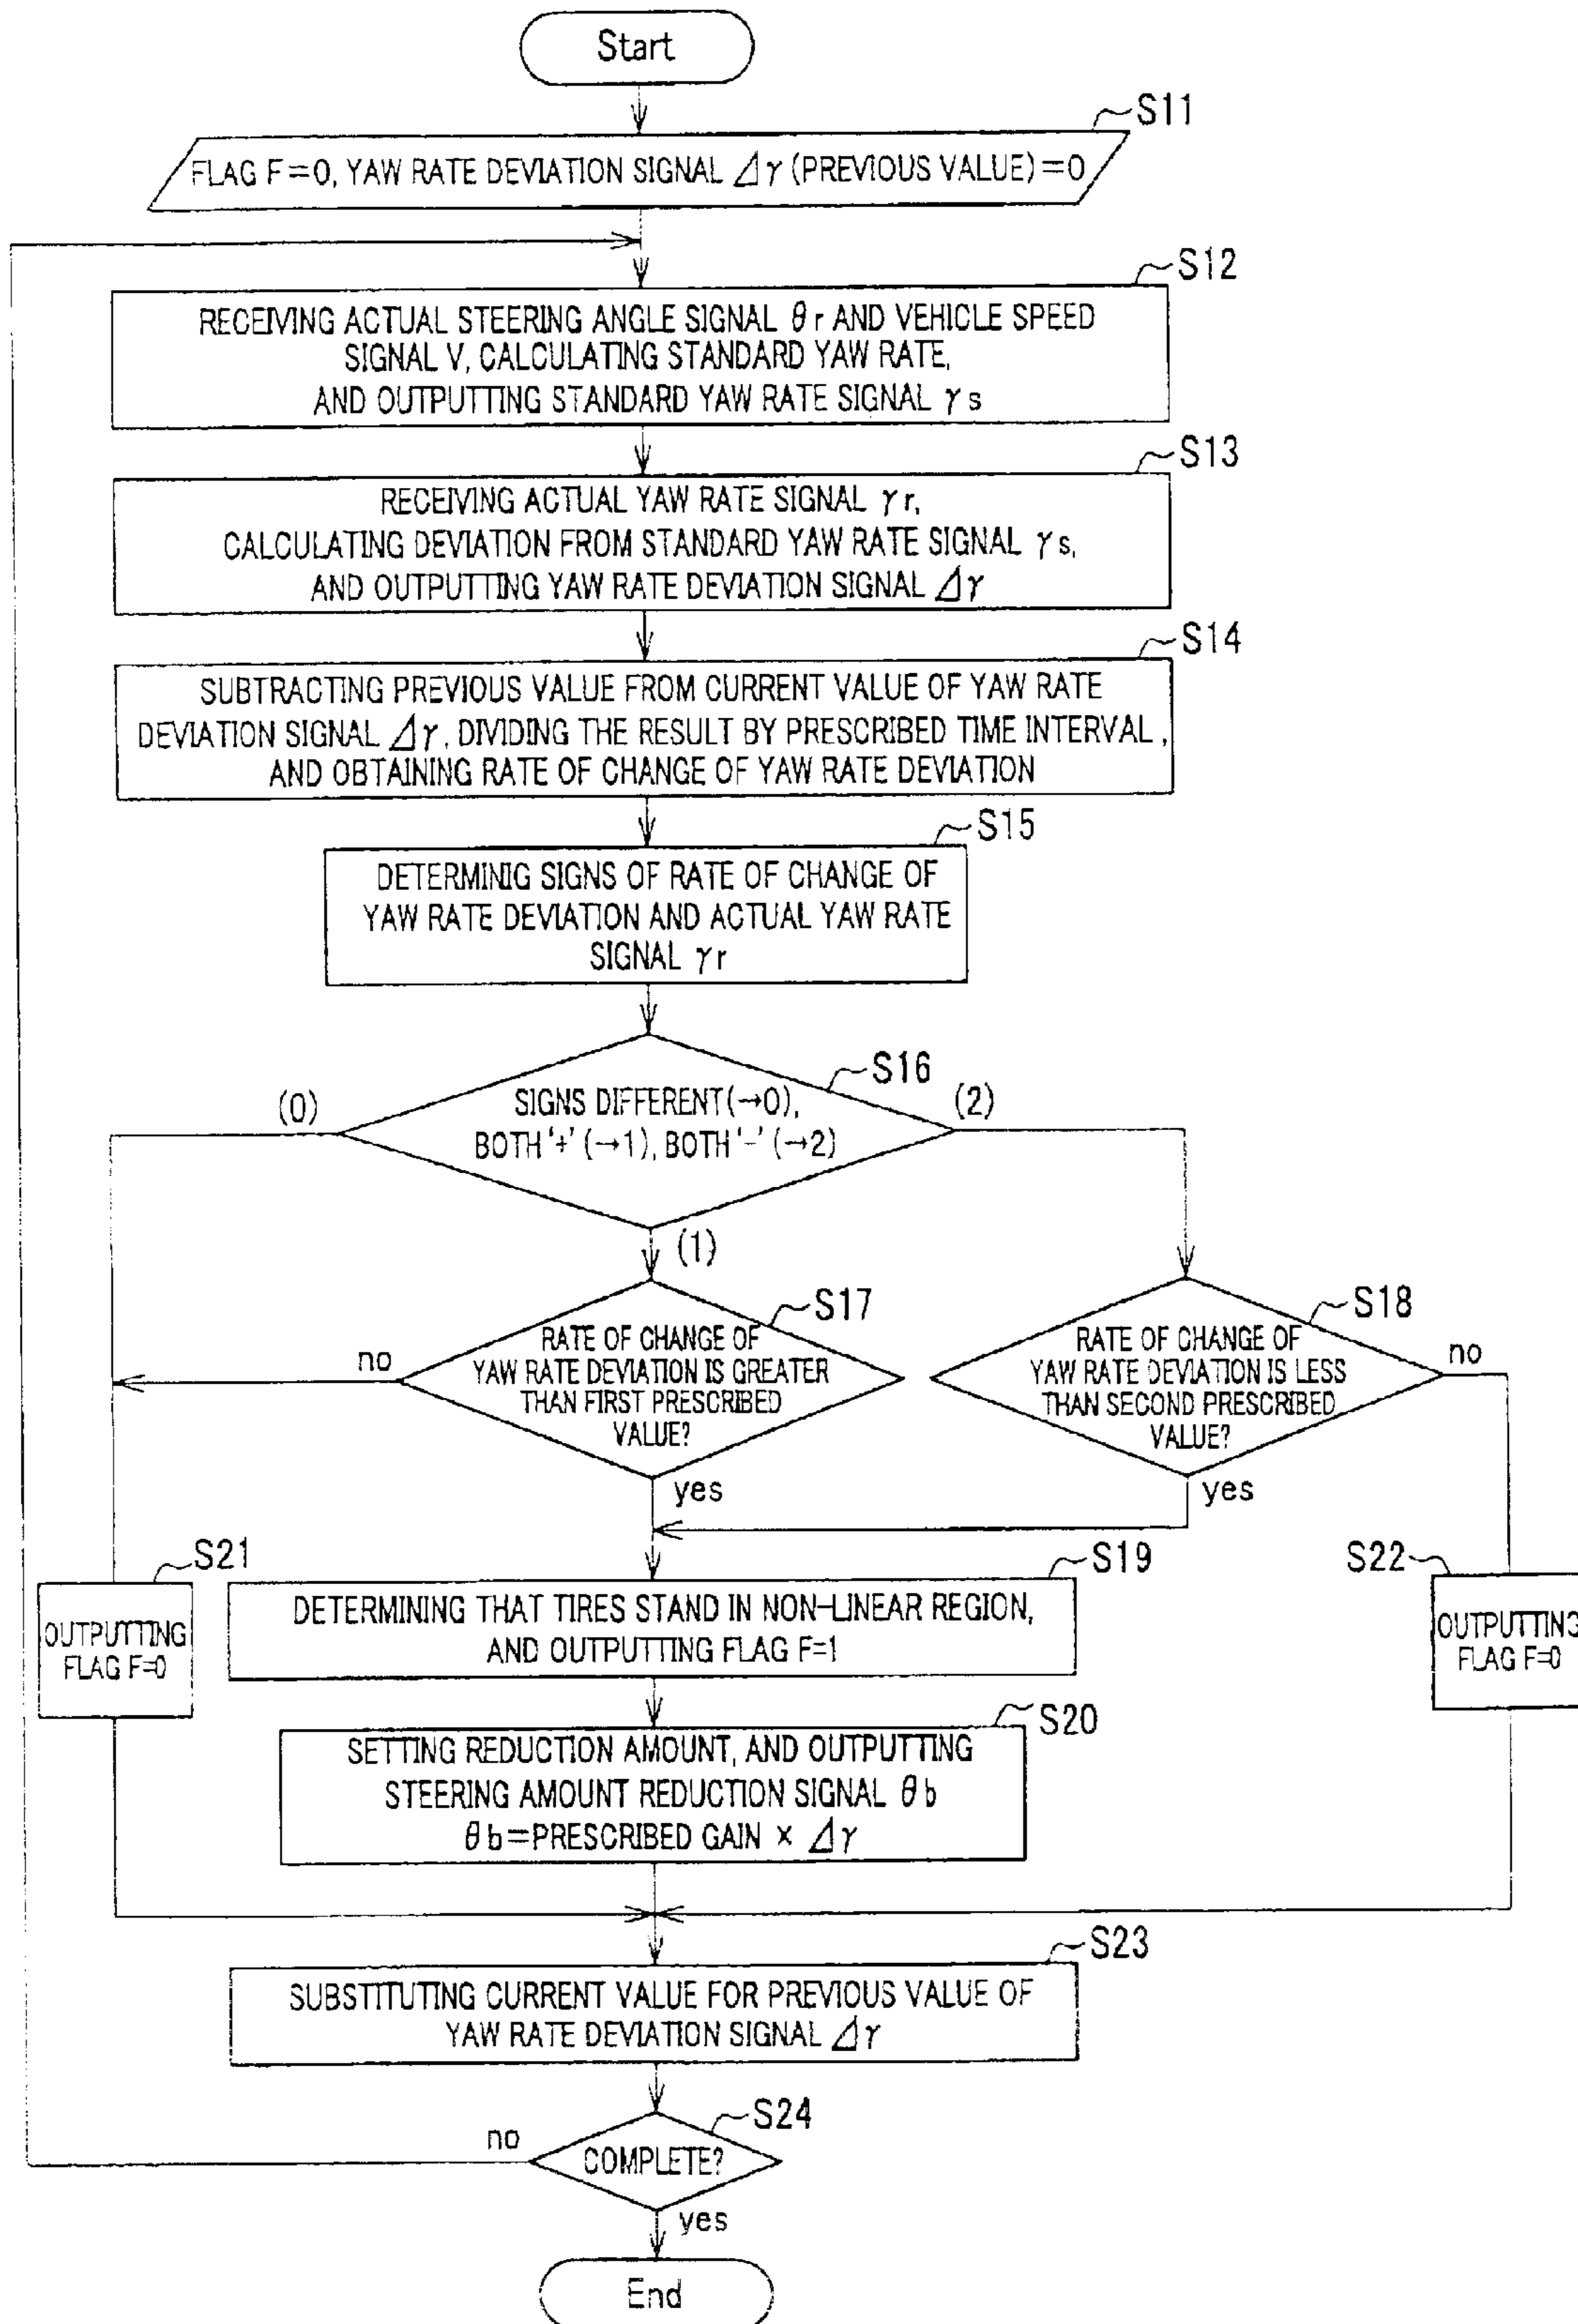 Start
S11
FLAG F=0, YAW RATE DEVIATION SIGNAL Δγ (PREVIOUS VALUE)=0
S12
RECEIVING ACTUAL STEERING ANGLE SIGNAL θr AND VEHICLE SPEED
SIGNAL V, CALCULATING STANDARD YAW RATE,
AND OUTPUTTING STANDARD YAW RATE SIGNAL γs
S13
RECEIVING ACTUAL YAW RATE SIGNAL γr,
CALCULATING DEVIATION FROM STANDARD YAW RATE SIGNAL γs,
AND OUTPUTTING YAW RATE DEVIATION SIGNAL Δγ
S14
SUBTRACTING PREVIOUS VALUE FROM CURRENT VALUE OF YAW RATE
DEVIATION SIGNAL Δγ, DIVIDING THE RESULT BY PRESCRIBED TIME INTERVAL,
AND OBTAINING RATE OF CHANGE OF YAW RATE DEVIATION
S15
DETERMINIG SIGNS OF RATE OF CHANGE OF
YAW RATE DEVIATION AND ACTUAL YAW RATE
SIGNAL γr
S16
(0)
SIGNS DIFFERENT(→0),
(2)
BOTH '+' (→1), BOTH '-' (→2)
(1)
S17
RATE OF CHANGE OF
YAW RATE DEVIATION IS GREATER
THAN FIRST PRESCRIBED
VALUE?
no
yes
S18
RATE OF CHANGE OF
YAW RATE DEVIATION IS LESS
THAN SECOND PRESCRIBED
VALUE?
no
yes
S21
OUTPUTTING
FLAG F=0
S19
DETERMINING THAT TIRES STAND IN NON-LINEAR REGION,
AND OUTPUTTING FLAG F=1
S22
OUTPUTTING
FLAG F=0
S20
SETTING REDUCTION AMOUNT, AND OUTPUTTING
STEERING AMOUNT REDUCTION SIGNAL θb
θb=PRESCRIBED GAIN × Δγ
S23
SUBSTITUTING CURRENT VALUE FOR PREVIOUS VALUE OF
YAW RATE DEVIATION SIGNAL Δγ
S24
no
COMPLETE?
yes
End